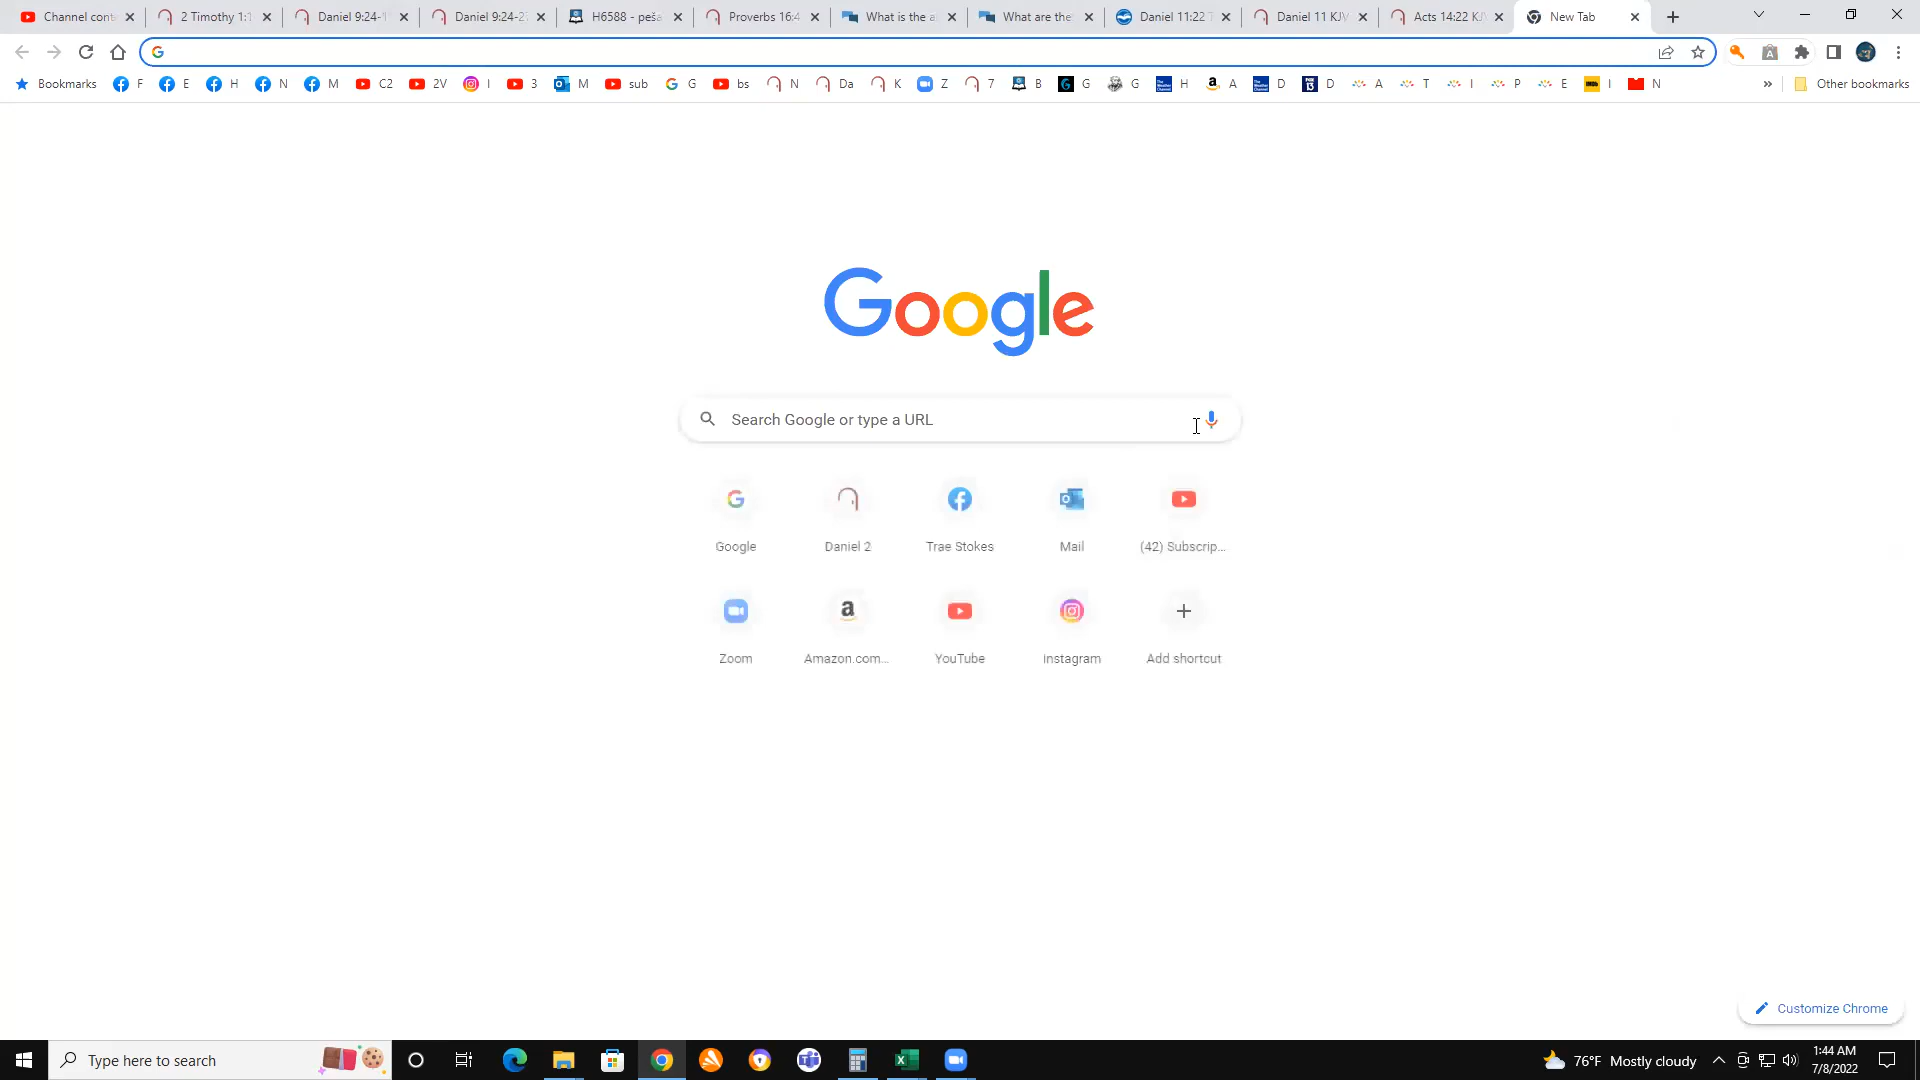 Channel cont
2 Timothy 1:1
Daniel 9:24-
Daniel 9:24-2
H6588 - peša
Proverbs 16:4
What is the a
What are the
Daniel 11:22
Daniel 11 KJV
Acts 14:22 KJ
New Tab
Bookmarks F E H N M C2 2V I 3 M sub G bs N Da K Z 7 B G G H A D D A T I P E I N » Other bookmarks
Google
Search Google or type a URL
Google Daniel 2 Trae Stokes Mail (42) Subscrip...
Zoom Amazon.com... YouTube Instagram Add shortcut
Customize Chrome
Type here to search
76°F Mostly cloudy
1:44 AM
7/8/2022